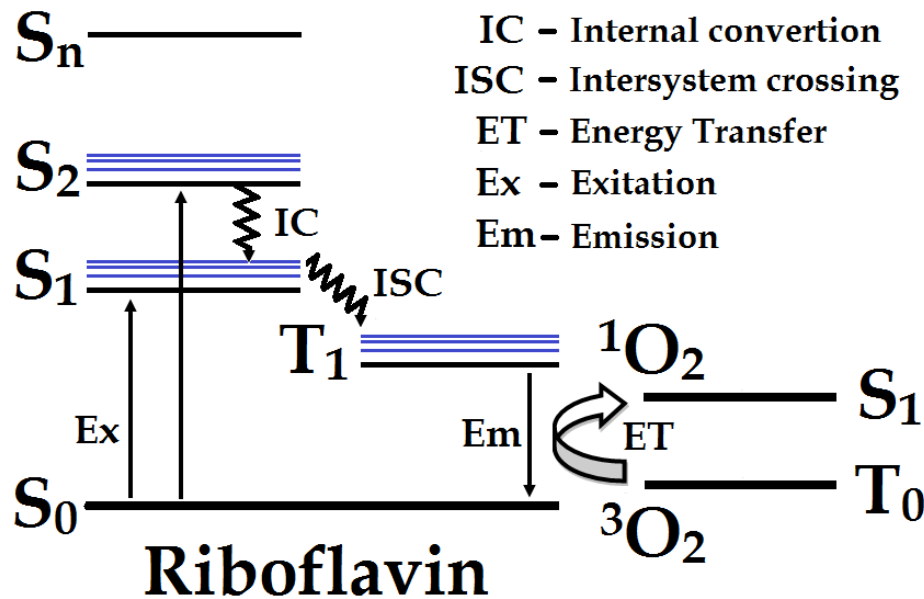 Sn
IC – Internal convertion
ISC – Intersystem crossing
ET – Energy Transfer
Ex – Exitation
Em – Emission
S2
IC
S1
ISC
T1
1O2
S1
Ex
Em
ET
S0
T0
3O2
Riboflavin